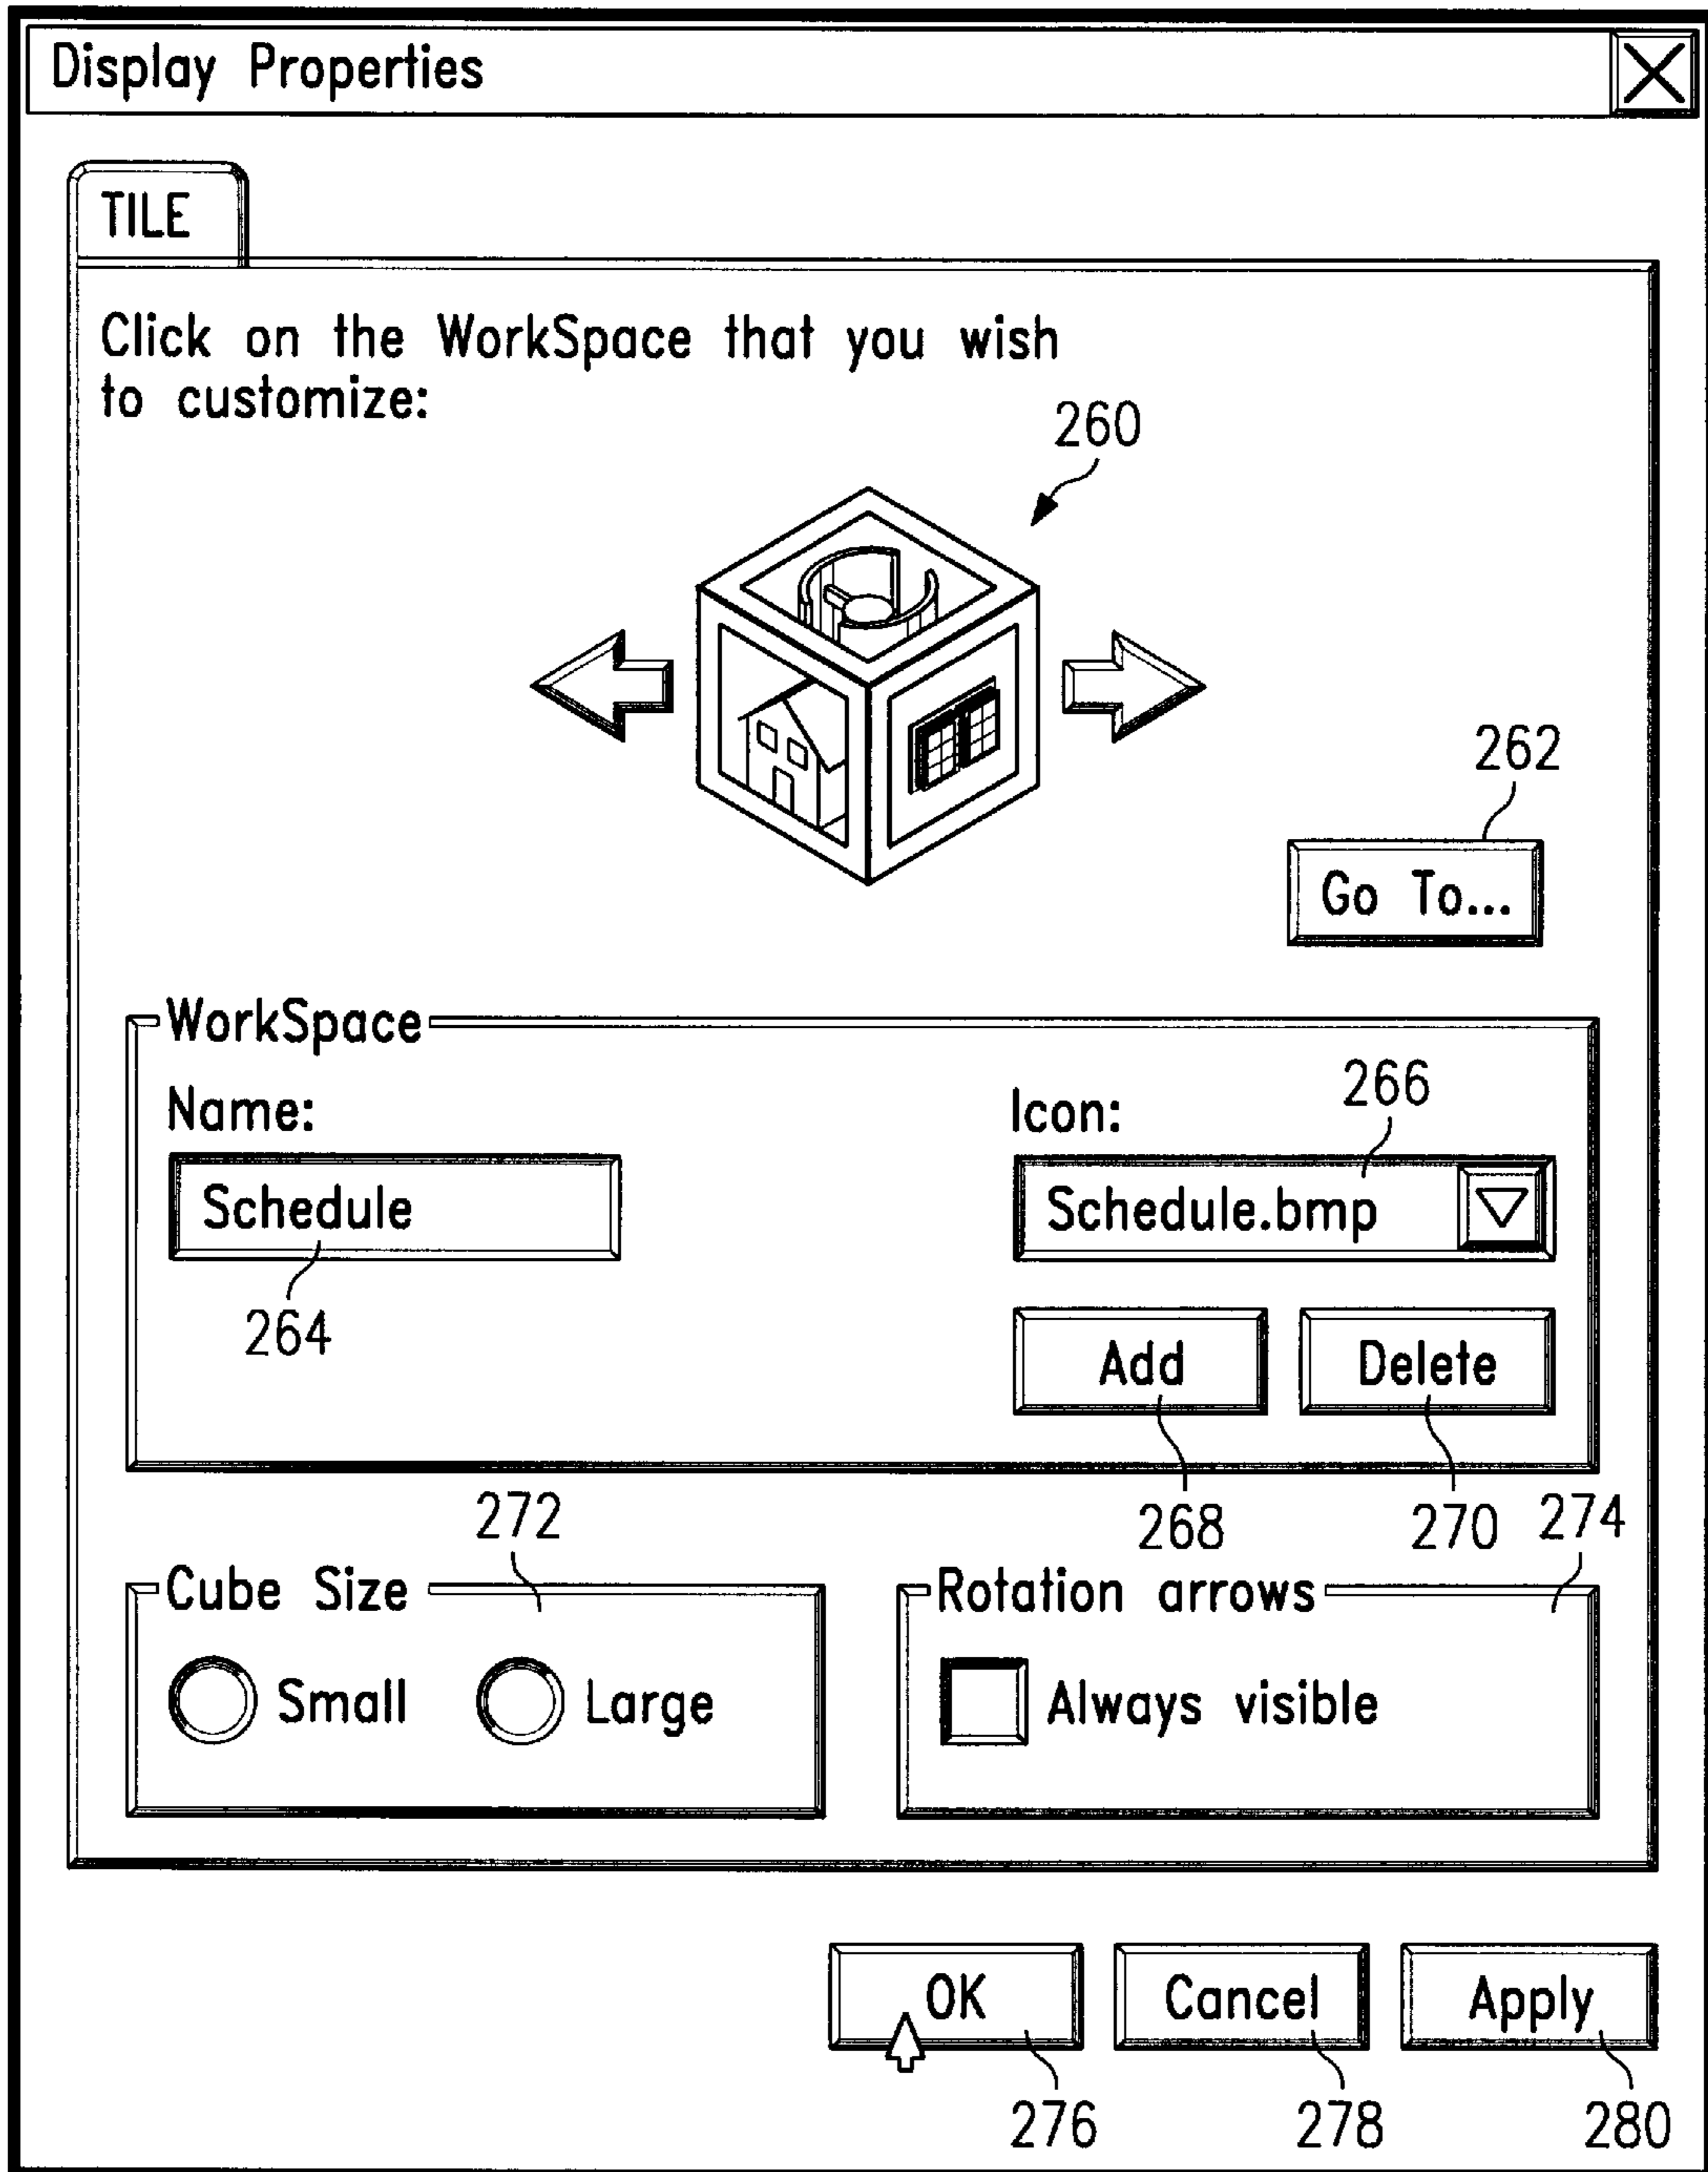 Display Properties
TILE
Click on the WorkSpace that you wish
to customize:
260
262
Go To...
WorkSpace
Name:
Icon:
266
Schedule
Schedule.bmp
264
Add
Delete
268
270
272
274
Cube Size
Rotation arrows
Small
Large
Always visible
OK
Cancel
Apply
276
278
280